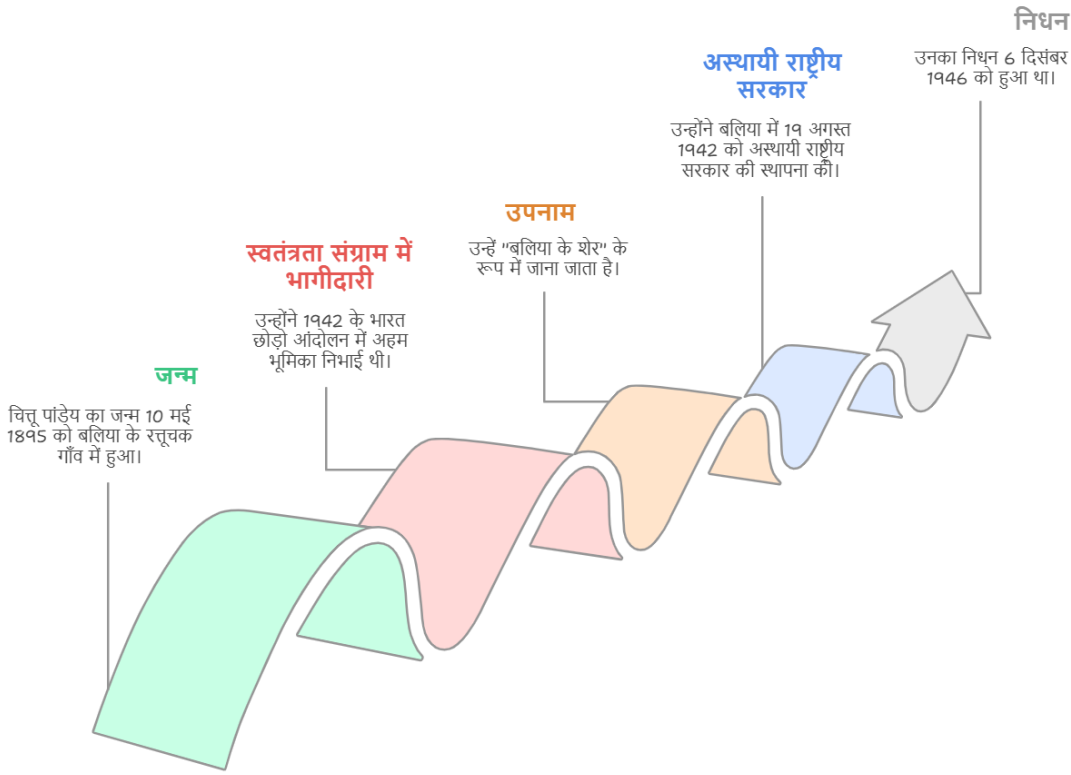 जन्म
चित्तू पांडेय का जन्म 10 मई
1895 को बलिया के रत्तूचक
गाँव में हुआ।
स्वतंत्रता संग्राम में
भागीदारी
उन्होंने 1942 के भारत
छोड़ो आंदोलन में अहम
भूमिका निभाई थी।
उपनाम
उन्हें "बलिया के शेर" के
रूप में जाना जाता है।
अस्थायी राष्ट्रीय
सरकार
उन्होंने बलिया में 19 अगस्त
1942 को अस्थायी राष्ट्रीय
सरकार की स्थापना की।
निधन
उनका निधन 6 दिसंबर
1946 को हुआ था।